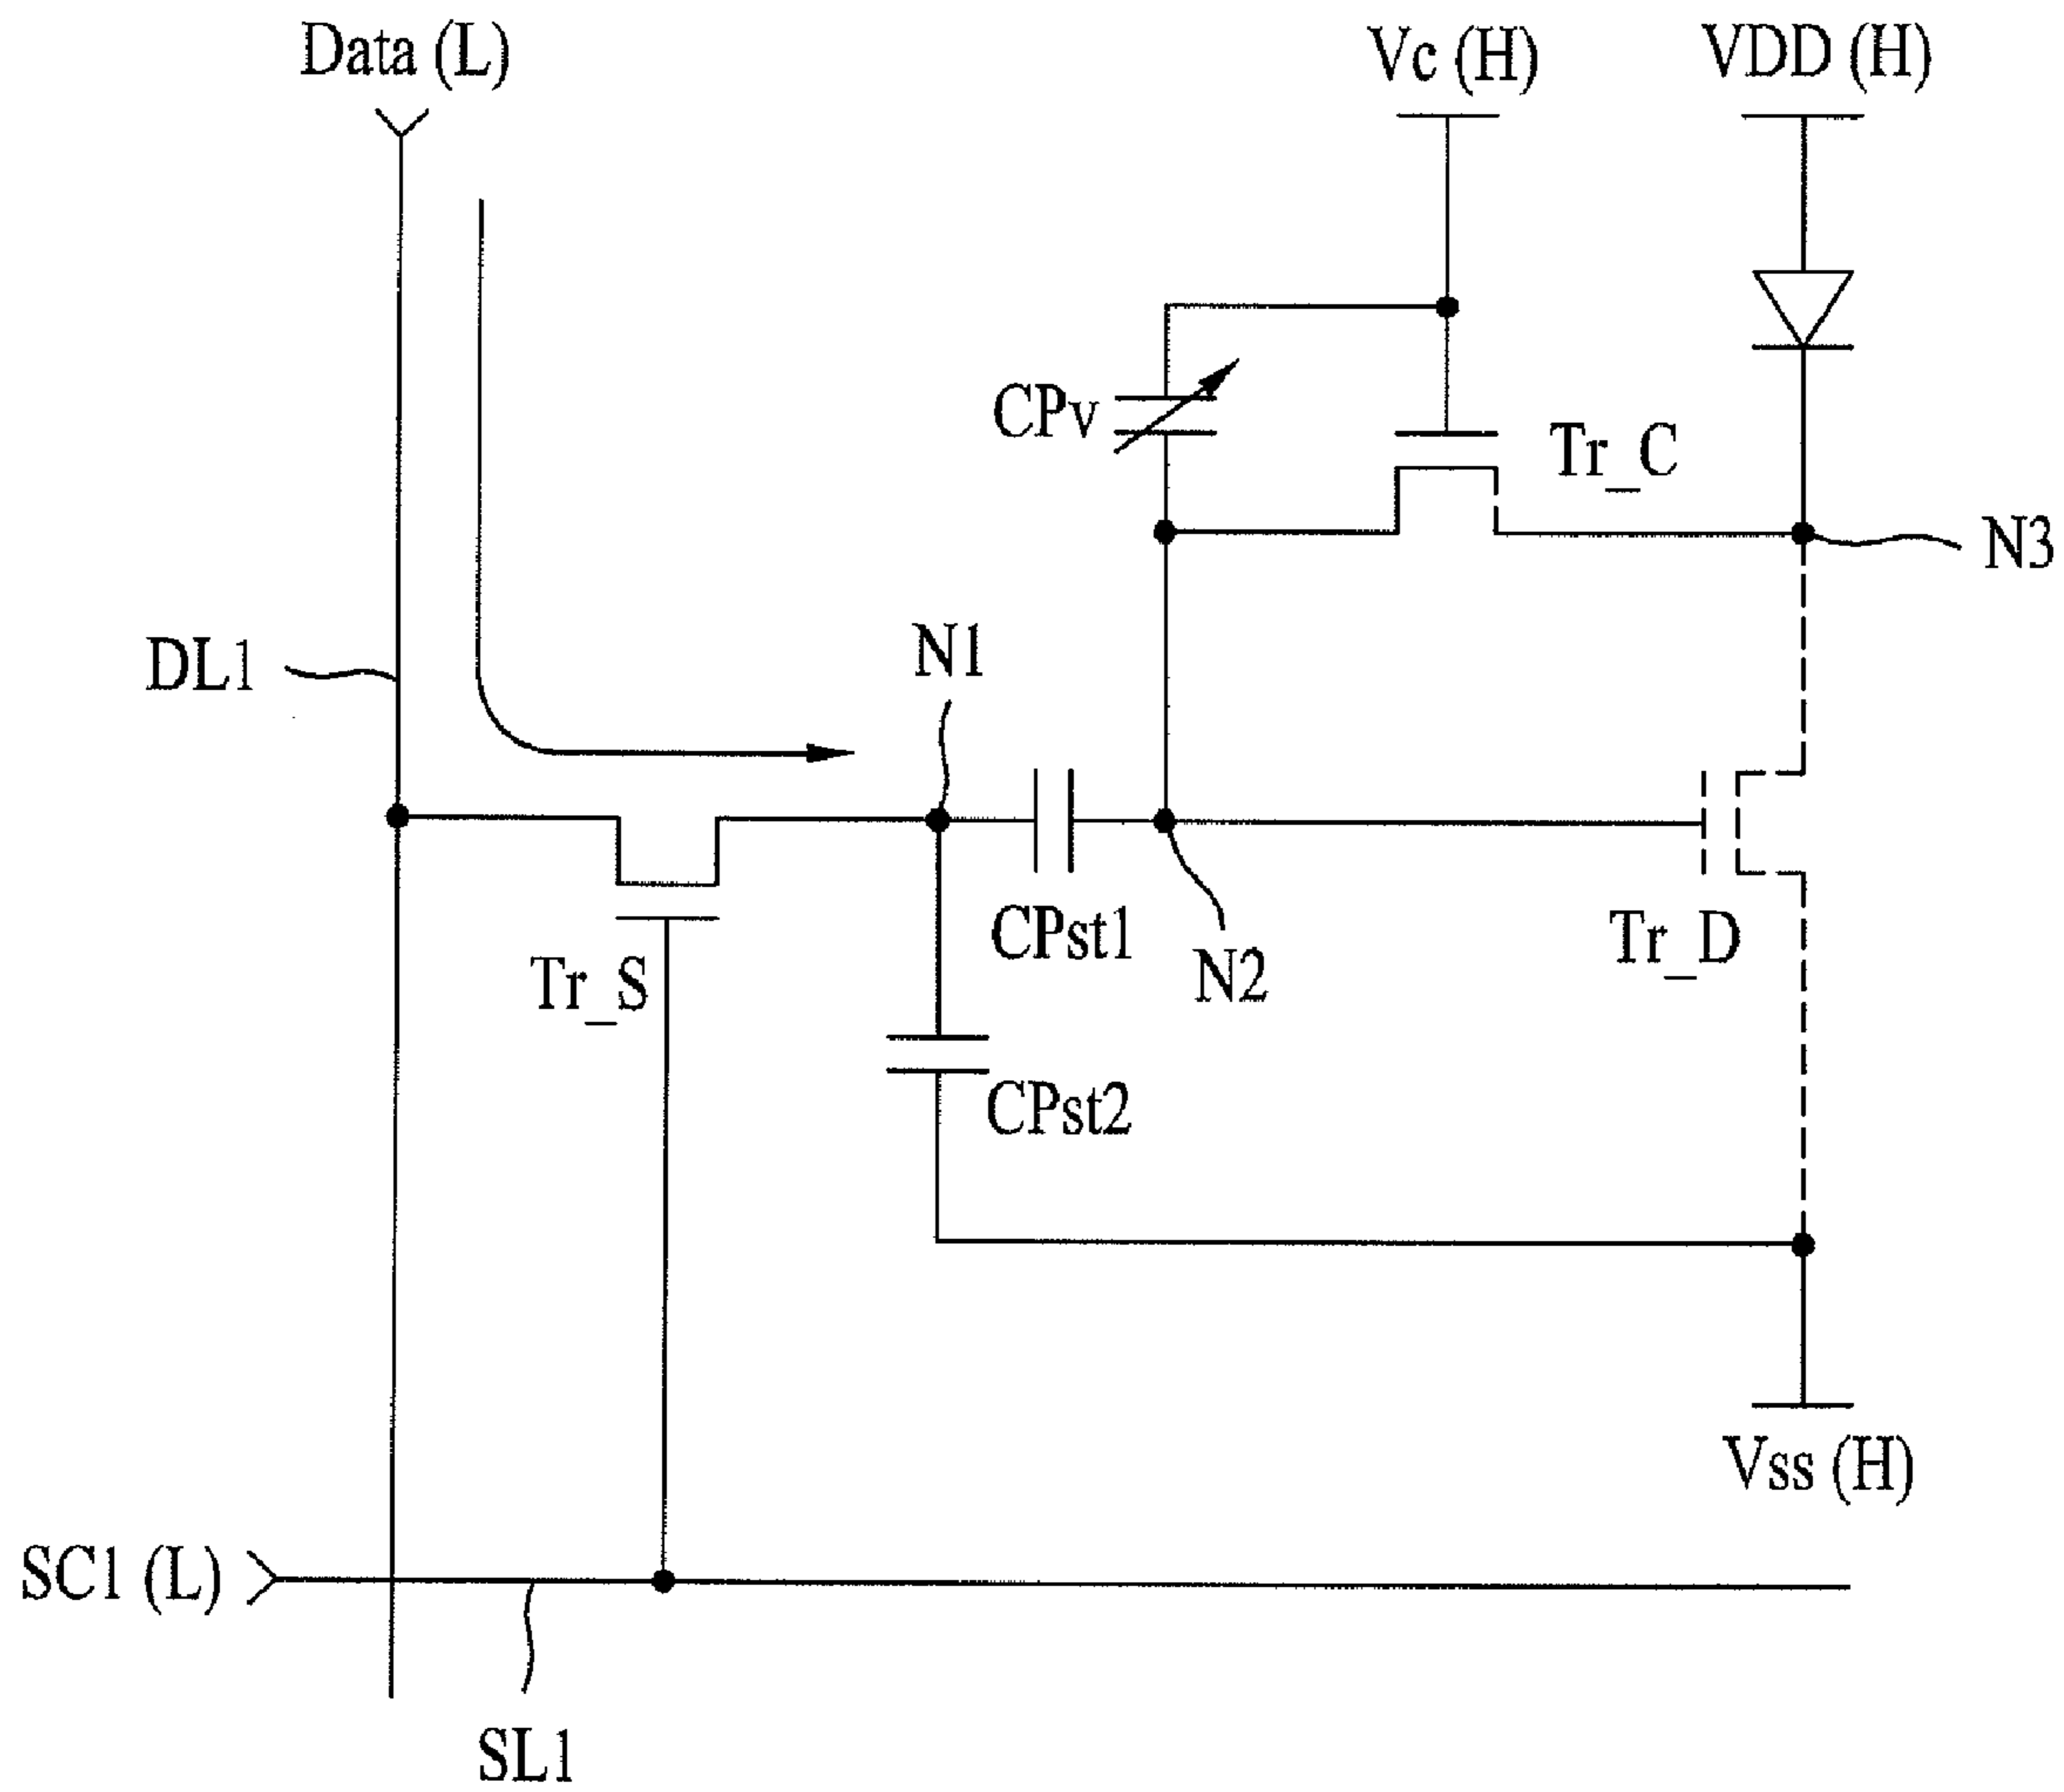 Data (L)
Vc (H)
VDD (H)
CPv
Tr_C
N3
DL1
N1
CPst1
N2
Tr_D
Tr_S
CPst2
Vss (H)
SC1 (L)
SL1